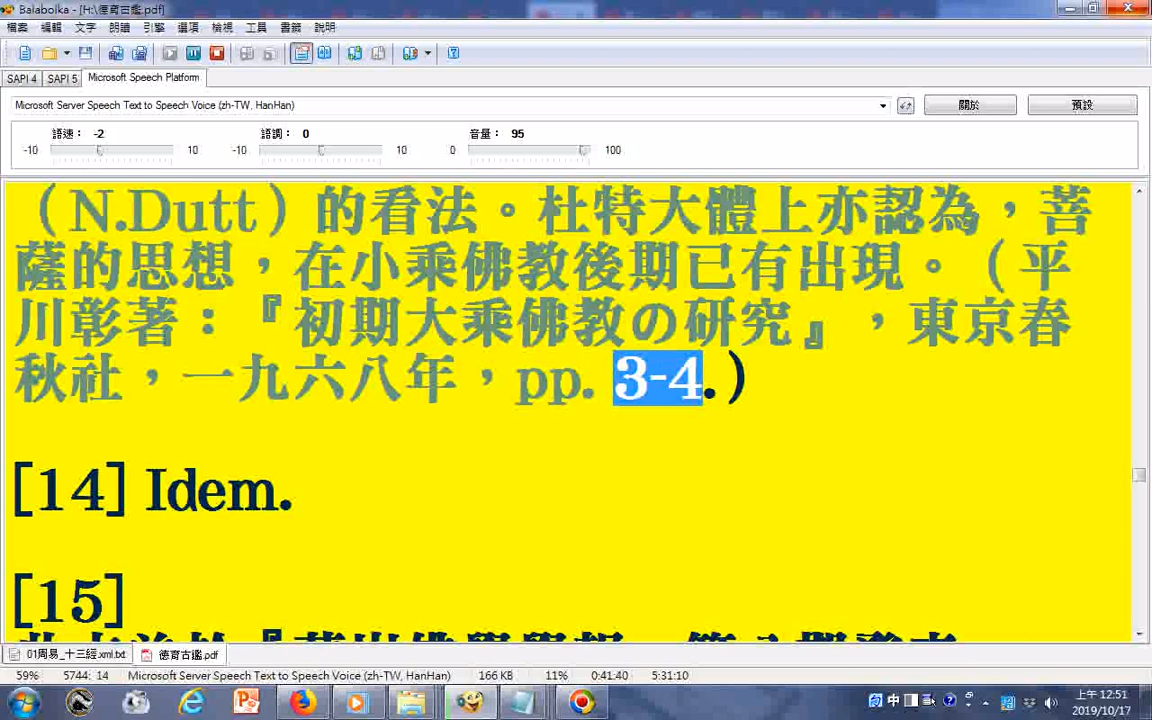 Balabolka - [H:\德育古鑑.pdf]
檔案 編輯 文字 朗讀 引擎 選項 檢視 工具 書籤 說明
SAPI 4 SAPI 5 Microsoft Speech Platform
Microsoft Server Speech Text to Speech Voice (zh-TW, HanHan) 關於 預設
語速： -2 語調： 0 音量： 95
-10 10 -10 10 0 100
（N.Dutt）的看法。杜特大體上亦認為，菩
薩的思想，在小乘佛教後期已有出現。（平
川彰著：『初期大乘佛教の研究』，東京春
秋社，一九六八年，pp. 3-4.）
[14] Idem.
[15]
01周易_十三經.xml.txt 德育古鑑.pdf
59% 5744: 14 Microsoft Server Speech Text to Speech Voice (zh-TW, HanHan) 166 KB 11% 0:41:40 5:31:10
中 上午 12:51
2019/10/17